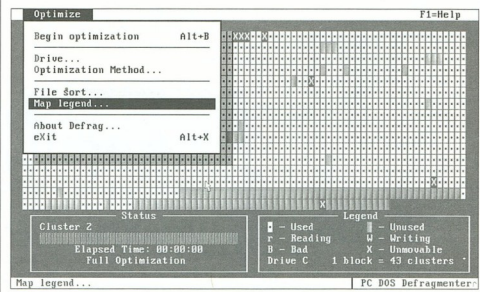 Optimize F1=Help
Begin optimization Alt+B
Drive...
Optimization Method...
File Sort...
Map legend...
About Defrag...
eXit Alt+X
XXX X
X
X
X
Status
Cluster 2
Elapsed Time: 00:00:00
Full Optimization
Legend
• - Used - Unused
r - Reading W - Writing
B - Bad X - Unmovable
Drive C 1 block = 43 clusters
Map legend... PC DOS Defragmenter